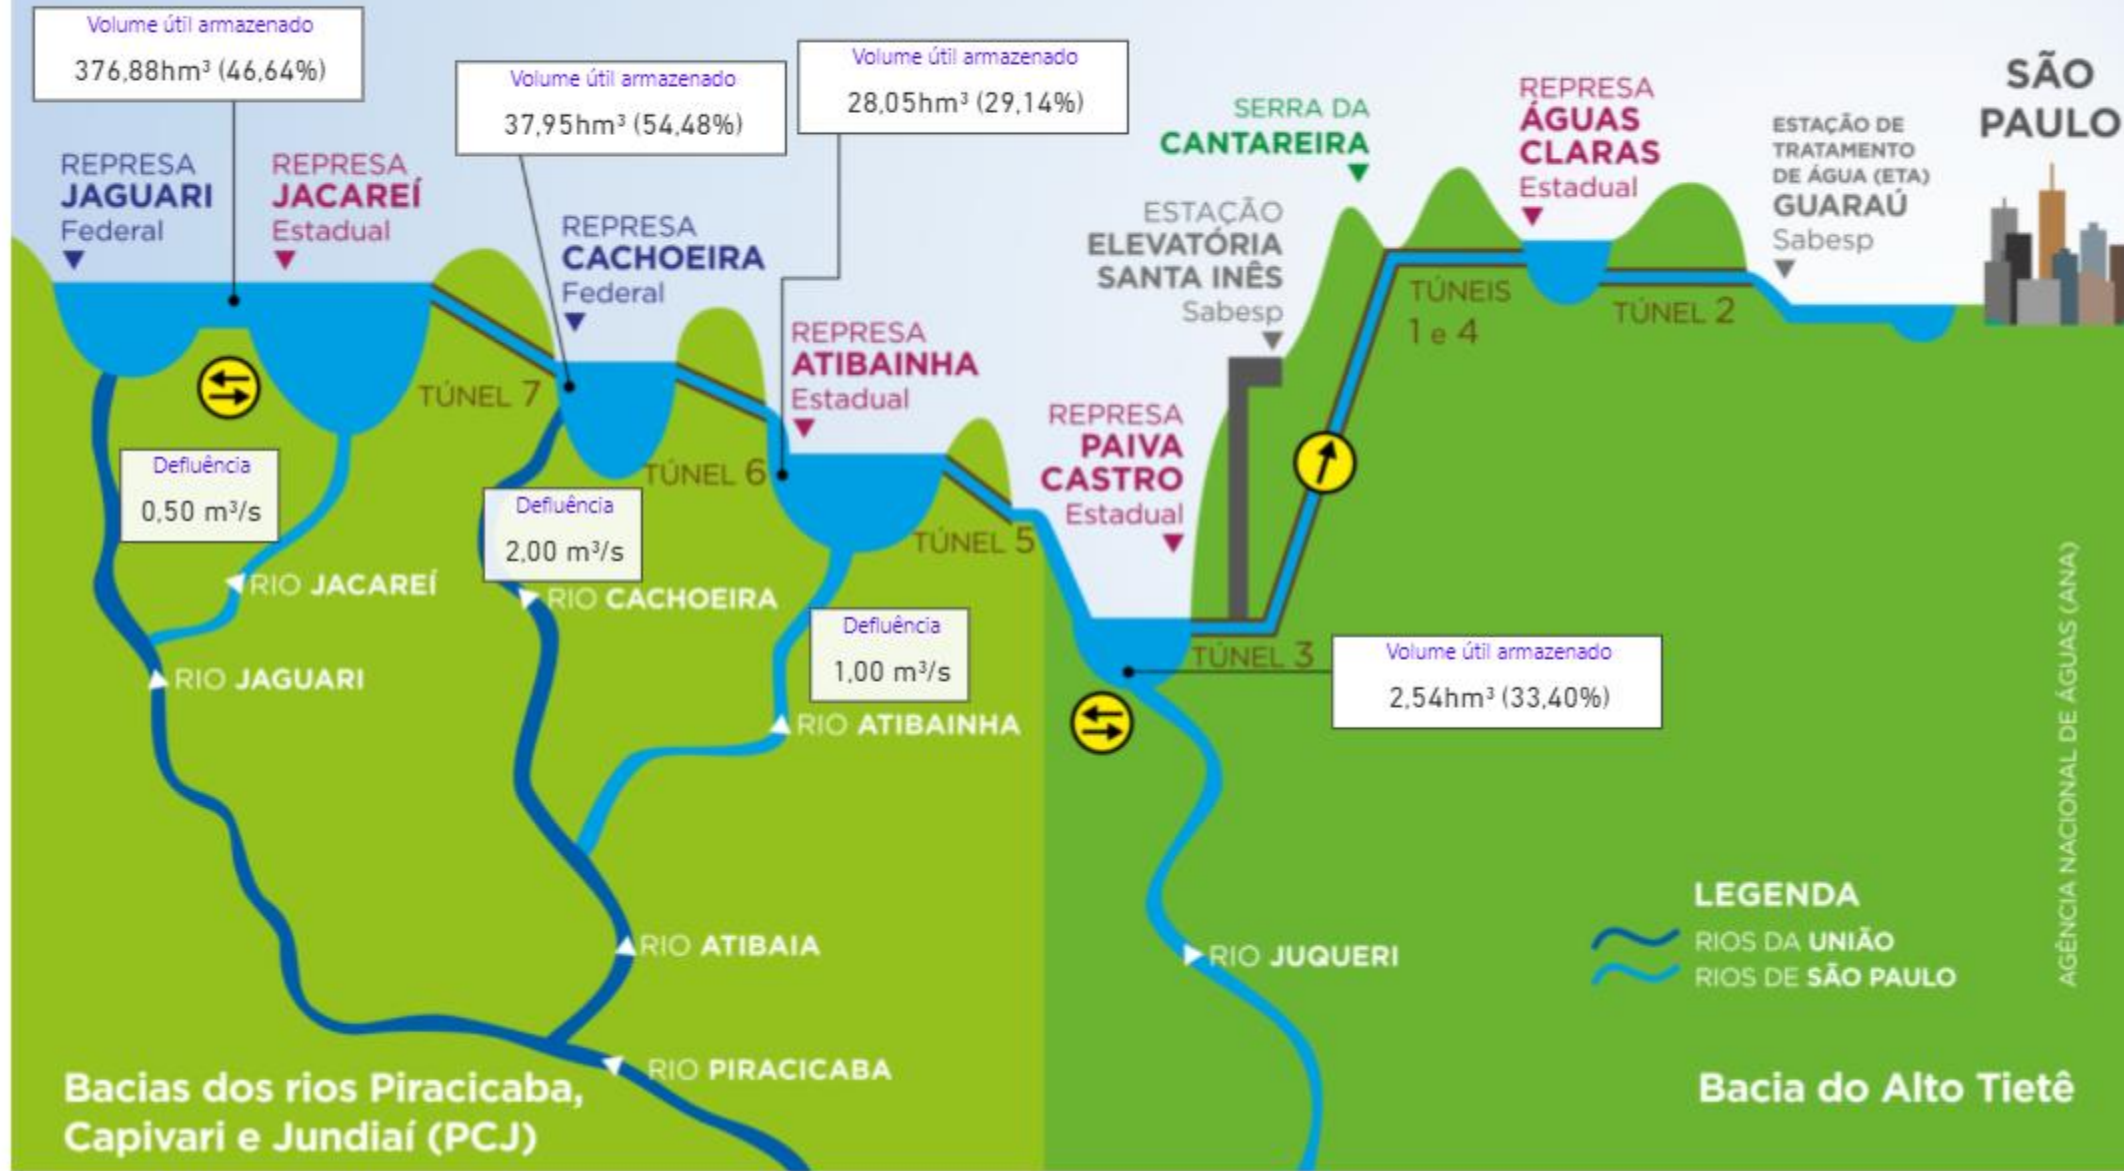 Volume útil armazenado
376,88hm³ (46,64%)
Volume útil armazenado
37,95hm³ (54,48%)
Volume útil armazenado
28,05hm³ (29,14%)
REPRESA
JAGUARI
Federal
REPRESA
JACAREÍ
Estadual
REPRESA
CACHOEIRA
Federal
REPRESA
ATIBAINHA
Estadual
SERRA DA
CANTAREIRA
ESTAÇÃO
ELEVATÓRIA
SANTA INÊS
Sabesp
REPRESA
ÁGUAS
CLARAS
Estadual
ESTAÇÃO DE
TRATAMENTO
DE ÁGUA (ETA)
GUARAÚ
Sabesp
SÃO
PAULO
TÚNEL 7
TÚNEL 6
TÚNEL 5
REPRESA
PAIVA
CASTRO
Estadual
TÚNEIS
1 e 4
TÚNEL 2
TÚNEL 3
Defluência
0,50 m³/s
Defluência
2,00 m³/s
Defluência
1,00 m³/s
Volume útil armazenado
2,54hm³ (33,40%)
RIO JACAREÍ
RIO CACHOEIRA
RIO JAGUARI
RIO ATIBAINHA
RIO ATIBAIA
RIO JUQUERI
RIO PIRACICABA
LEGENDA
RIOS DA UNIÃO
RIOS DE SÃO PAULO
AGÊNCIA NACIONAL DE ÁGUAS (ANA)
Bacias dos rios Piracicaba,
Capivari e Jundiaí (PCJ)
Bacia do Alto Tietê